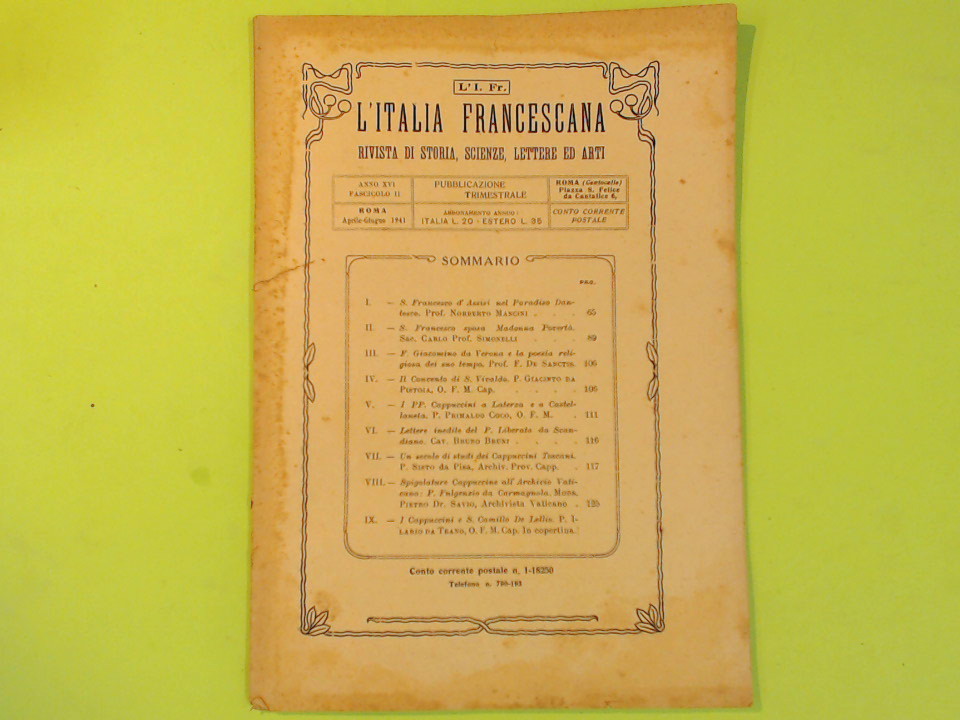 L'I. Fr.
L'ITALIA FRANCESCANA
RIVISTA DI STORIA, SCIENZE, LETTERE ED ARTI
ANNO XVI
FASCICOLO II
PUBBLICAZIONE
TRIMESTRALE
ROMA (Centocelle)
Piazza S. Felice
da Cantalice 6,
ROMA
Aprile-Giugno 1941
ABBONAMENTO ANNUO:
ITALIA L. 20 - ESTERO L. 35
CONTO CORRENTE
POSTALE
SOMMARIO
PAG.
I. — S. Francesco d'Assisi nel Paradiso Dan-
tesco. Prof. NORBERTO MANCINI . . . 65
II. — S. Francesco sposa Madonna Povertà.
Sac. CARLO Prof. SIMONELLI . . . 89
III. — F. Giacomino da Verona e la poesia reli-
giosa del suo tempo. Prof. F. DE SANCTIS. 106
IV. — Il Convento di S. Vivaldo. P. GIACINTO DA
PISTOIA, O. F. M. Cap. . . . .
V. — I PP. Cappuccini a Laterza e a Castel-
laneta. P. PRIMALDO COCO, O. F. M. . 111
VI. — Lettere inedite del F. Liberato da Scan-
diano. Cav. BRUNO BRUNI . . . . 116
VII. — Un secolo di studi dei Cappuccini Toscani.
P. SISTO da PISA, Archiv. Prov. Capp. . 117
VIII. — Spigolature Cappuccine all'Archivio Vati-
cano: P. Fulgenzio da Carmagnola. MONS.
PIETRO Dr. SAVIO, Archivista Vaticano . 125
IX. — I Cappuccini e S. Camillo De Lellis. P. I-
LARIO DA TEANO, O. F. M. Cap. In copertina.
Conto corrente postale n. 1-18250
Telefono n. 790-193